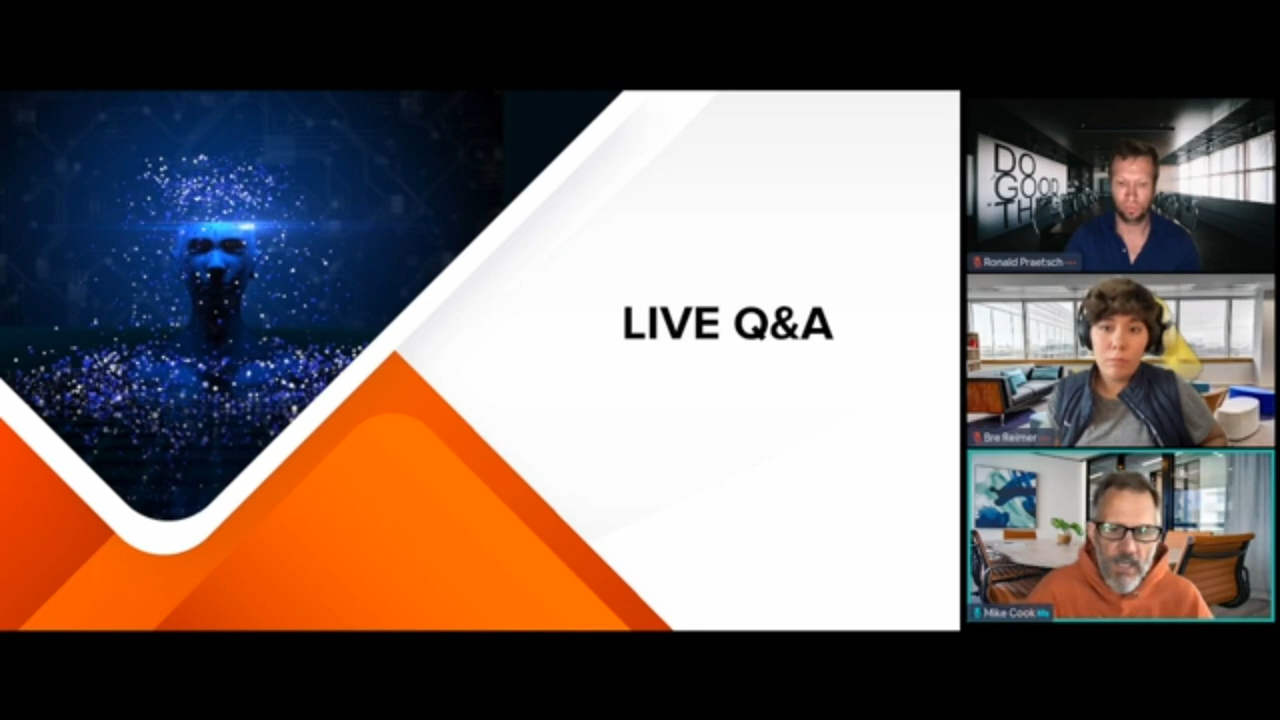 LIVE Q&A
DO
GOOD
TH
Ronald Praetsch
Bre Reimer
Mike Cook